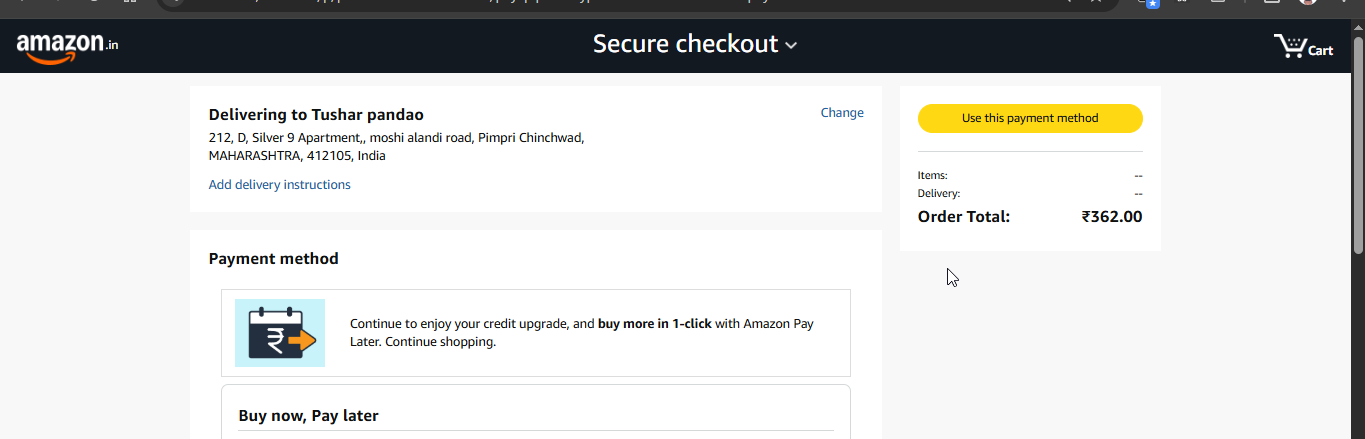 amazon.in
Secure checkout
Cart
Delivering to Tushar pandao
Change
212, D, Silver 9 Apartment,, moshi alandi road, Pimpri Chinchwad,
MAHARASHTRA, 412105, India
Add delivery instructions
Use this payment method
Items: --
Delivery: --
Order Total: ₹362.00
Payment method
₹
Continue to enjoy your credit upgrade, and buy more in 1-click with Amazon Pay
Later. Continue shopping.
Buy now, Pay later